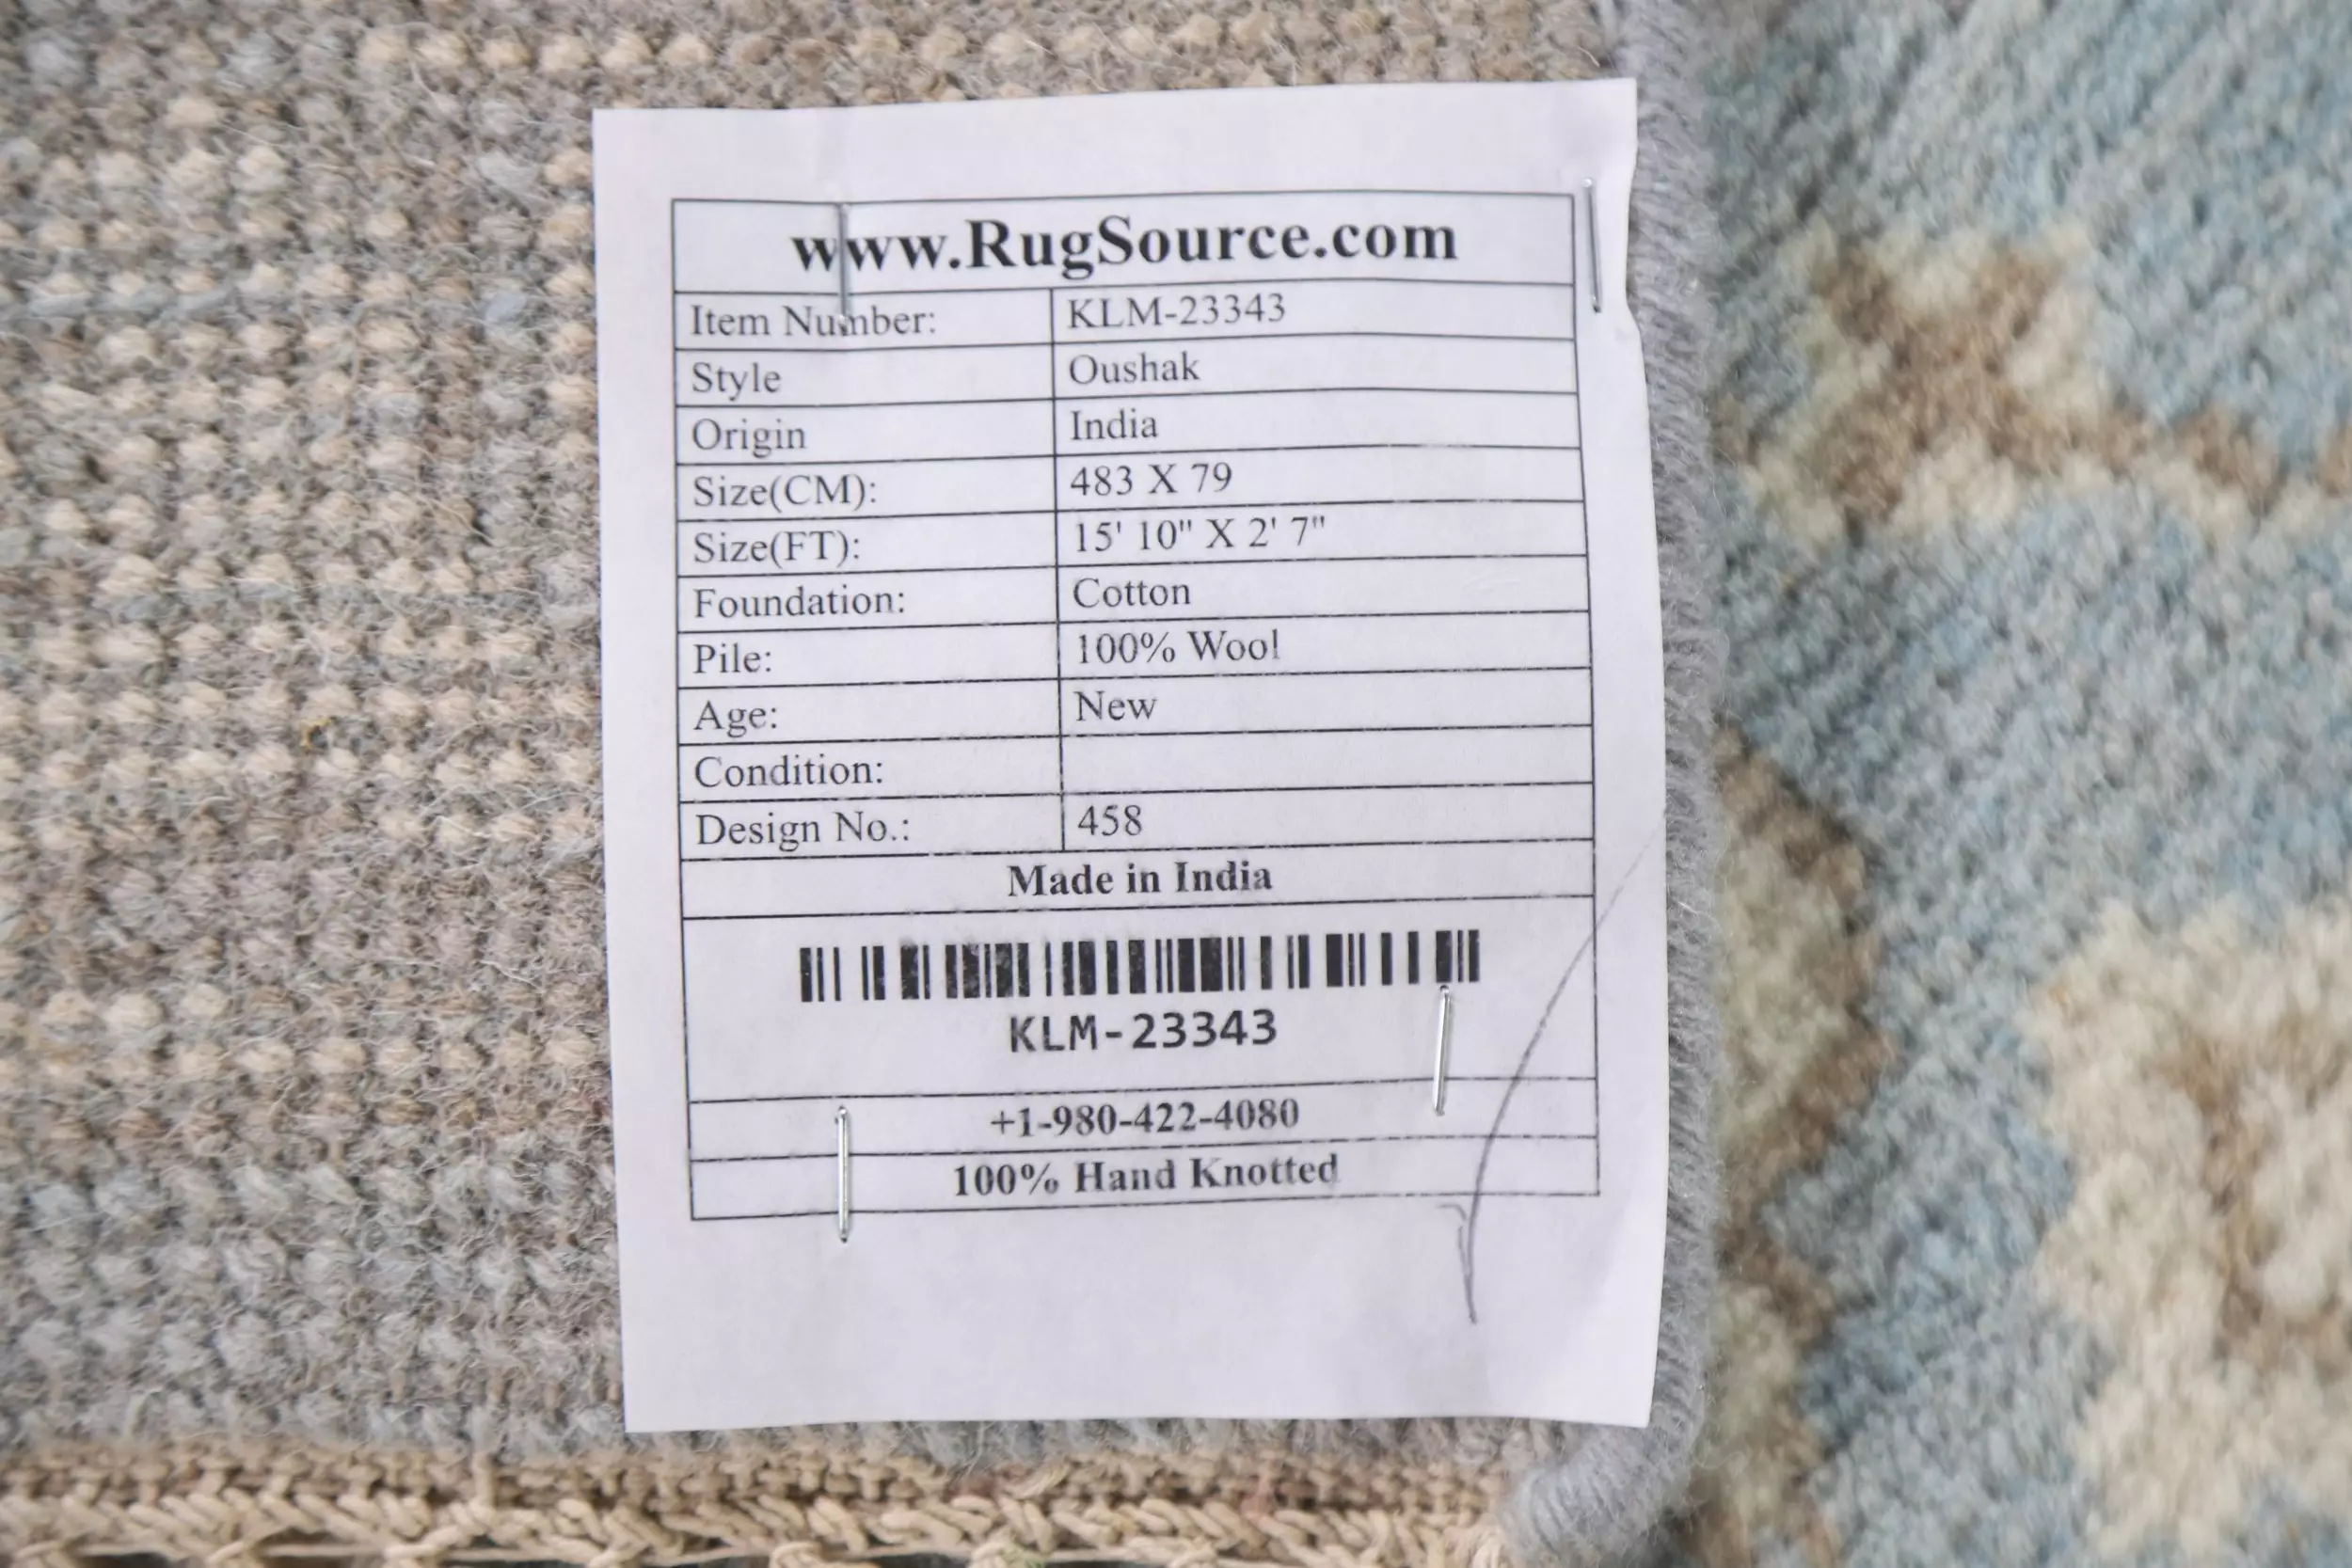 www.RugSource.com
Item Number: KLM-23343
Style Oushak
Origin India
Size(CM): 483 X 79
Size(FT): 15' 10" X 2' 7"
Foundation: Cotton
Pile: 100% Wool
Age: New
Condition:
Design No.: 458
Made in India
KLM-23343
+1-980-422-4080
100% Hand Knotted